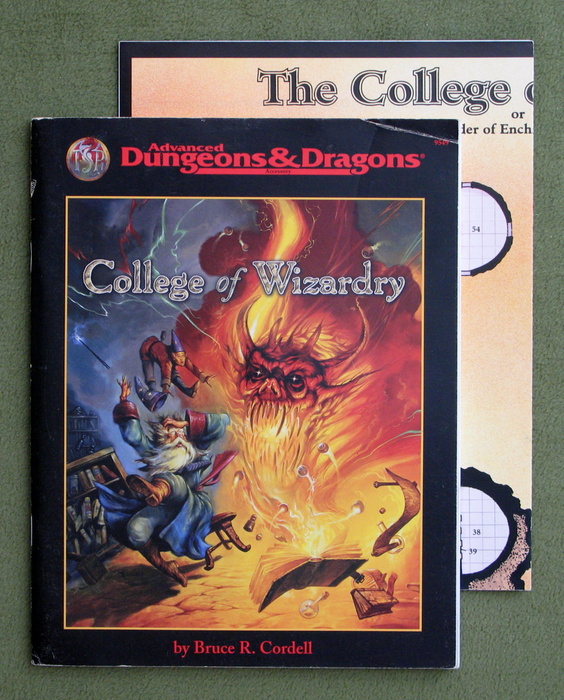 The College o
or
der of Ench
54
TSR
Advanced
Dungeons&Dragons®
Accessory
9549
College of Wizardry
38
39
by Bruce R. Cordell